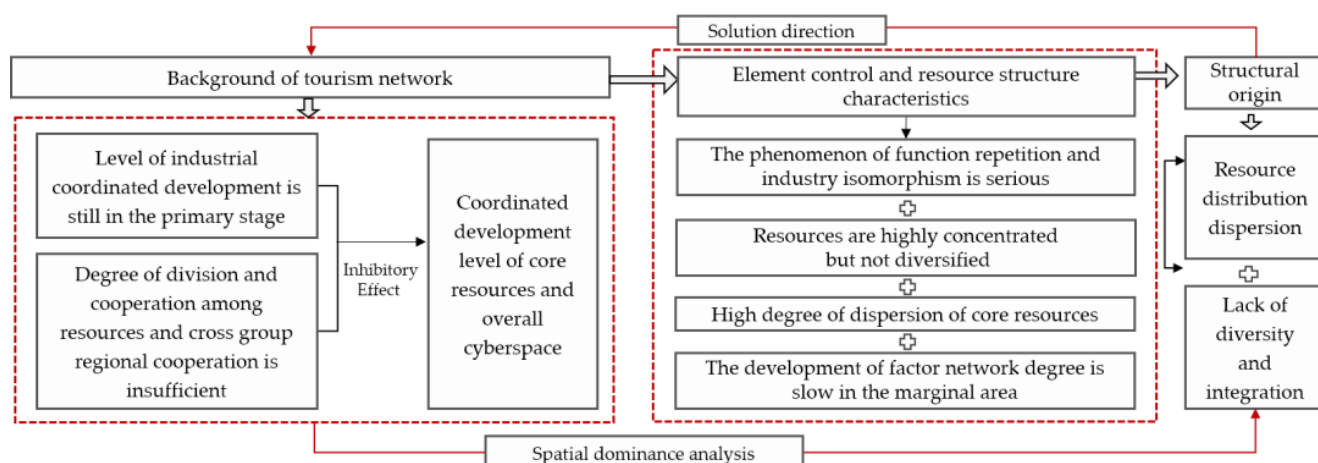 Solution direction
Background of tourism network
Element control and resource structure
characteristics
Structural
origin
Level of industrial
coordinated development is
still in the primary stage
Degree of division and
cooperation among
resources and cross group
regional cooperation is
insufficient
Inhibitory
Effect
Coordinated
development
level of core
resources and
overall
cyberspace
The phenomenon of function repetition and
industry isomorphism is serious
Resources are highly concentrated
but not diversified
High degree of dispersion of core resources
The development of factor network degree is
slow in the marginal area
Resource
distribution
dispersion
Lack of
diversity
and
integration
Spatial dominance analysis